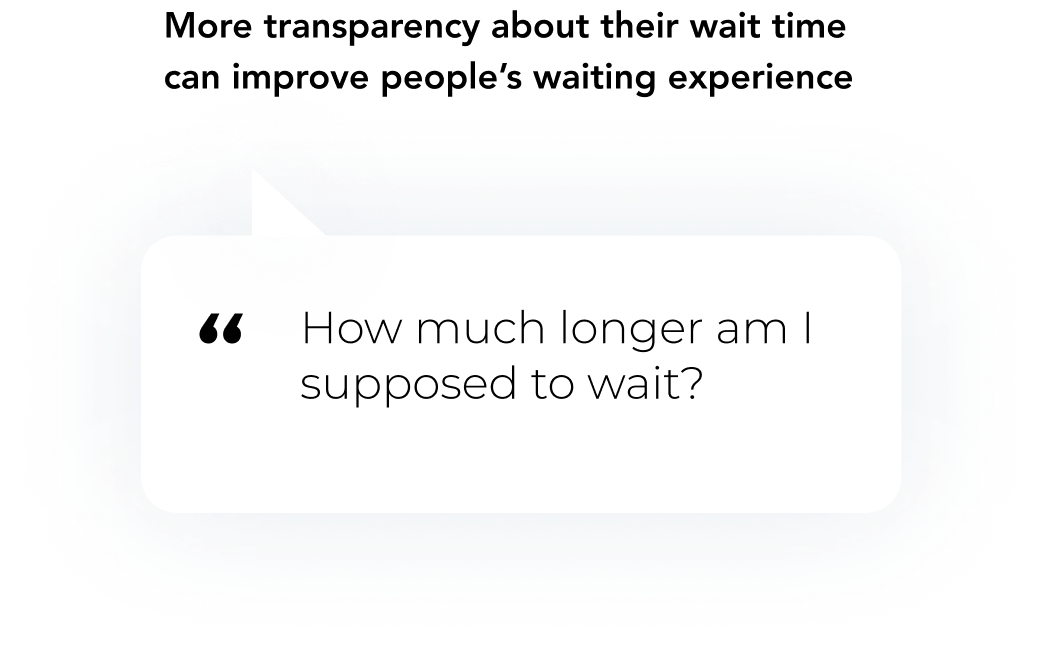 More transparency about their wait time
can improve people’s waiting experience
“ How much longer am I
supposed to wait?